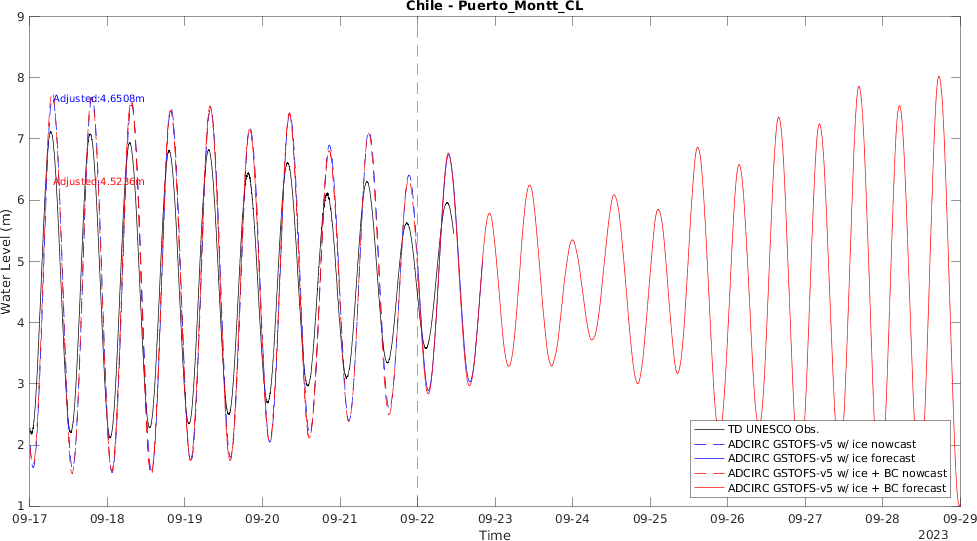 Chile - Puerto_Montt_CL
9
8
7
6
5
4
3
2
1
Water Level (m)
Adjusted:4.6508m
Adjusted:4.5236m
TD UNESCO Obs.
ADCIRC GSTOFS-v5 w/ ice nowcast
ADCIRC GSTOFS-v5 w/ ice forecast
ADCIRC GSTOFS-v5 w/ ice + BC nowcast
ADCIRC GSTOFS-v5 w/ ice + BC forecast
09-17 09-18 09-19 09-20 09-21 09-22 09-23 09-24 09-25 09-26 09-27 09-28 09-29
Time
2023